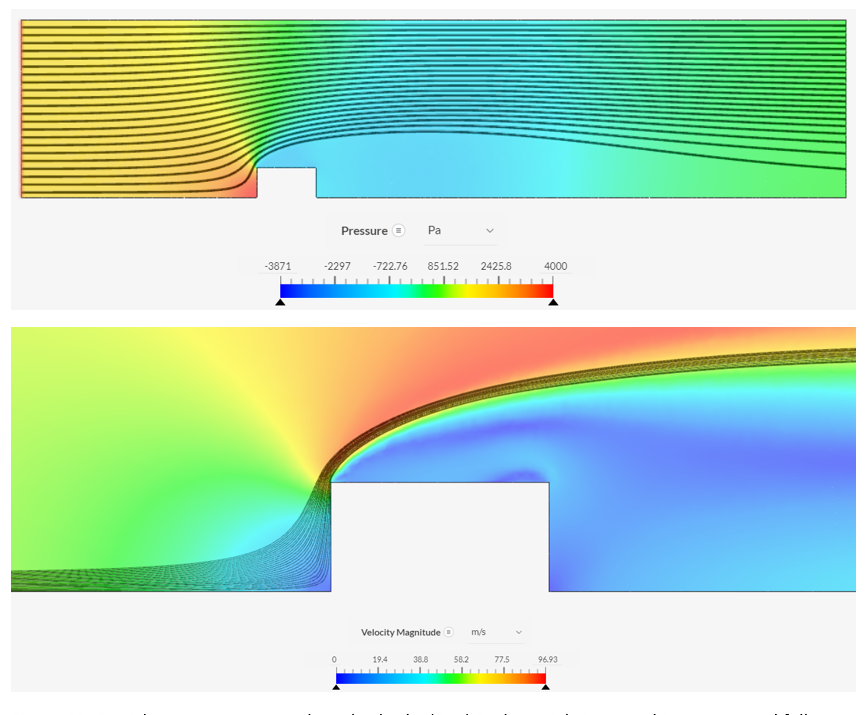 Pressure Pa
-3871 -2297 -722.76 851.52 2425.8 4000
Velocity Magnitude m/s
0 19.4 38.8 58.2 77.5 96.93